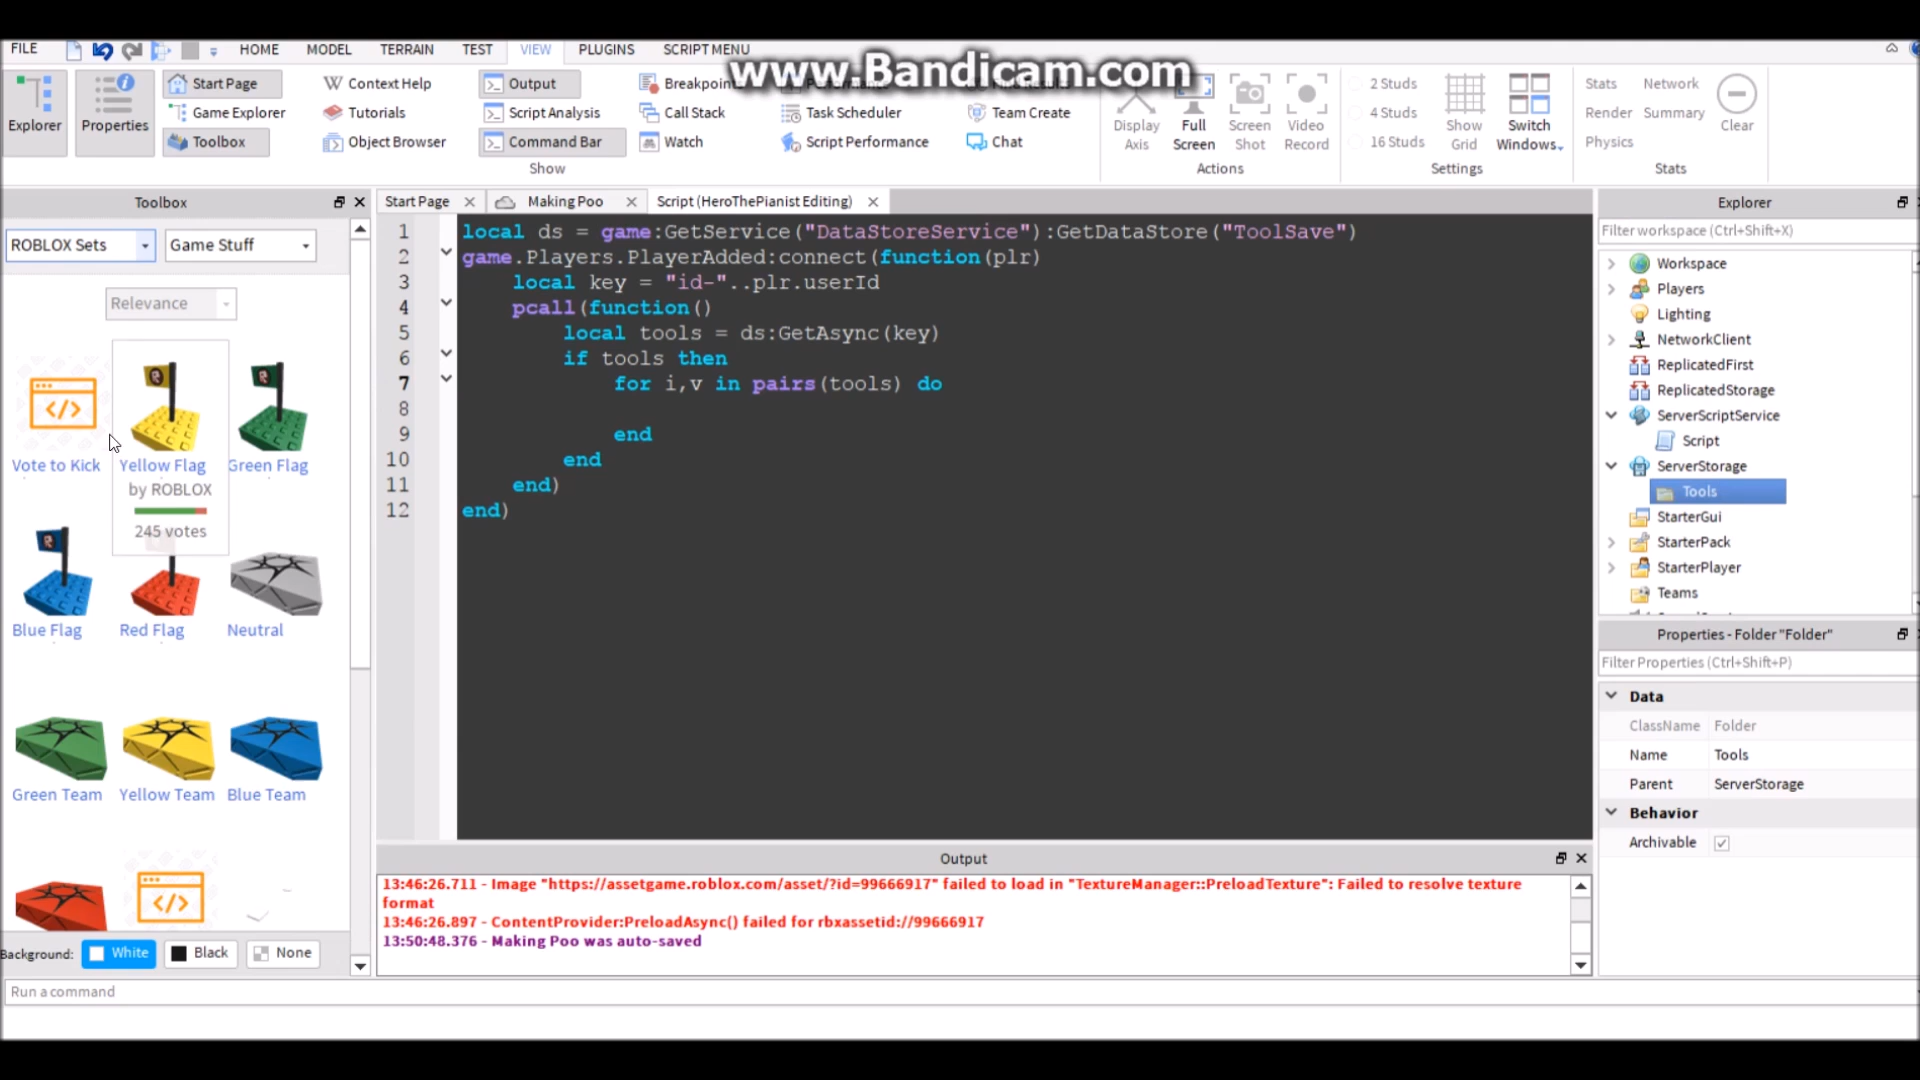 www.Bandicam.com
FILE
HOME
MODEL
TERRAIN
TEST
VIEW
PLUGINS
SCRIPT MENU
Explorer
Properties
Start Page
Game Explorer
Toolbox
Context Help
Tutorials
Object Browser
Output
Script Analysis
Command Bar
Call Stack
Watch
Task Scheduler
Script Performance
Team Create
Chat
Show
Display Axis
Full Screen
Screen Shot
Video Record
Actions
2 Studs
4 Studs
16 Studs
Show Grid
Switch Windows
Settings
Stats
Render
Physics
Network
Summary
Clear
Stats
Toolbox
ROBLOX Sets
Game Stuff
Relevance
Vote to Kick
Yellow Flag
Green Flag
by ROBLOX
245 votes
Blue Flag
Red Flag
Neutral
Green Team
Yellow Team
Blue Team
Background:
White
Black
None
Start Page
Making Poo
Script (HeroThePianist Editing)
1 local ds = game:GetService("DataStoreService"):GetDataStore("ToolSave")
2 game.Players.PlayerAdded:connect(function(plr)
3 local key = "id-"..plr.userId
4 pcall(function()
5 local tools = ds:GetAsync(key)
6 if tools then
7 for i,v in pairs(tools) do
8
9 end
10 end
11 end)
12 end)
Output
13:46:26.711 - Image "https://assetgame.roblox.com/asset/?id=99666917" failed to load in "TextureManager::PreloadTexture": Failed to resolve texture
format
13:46:26.897 - ContentProvider:PreloadAsync() failed for rbxassetid://99666917
13:50:48.376 - Making Poo was auto-saved
Run a command
Explorer
Filter workspace (Ctrl+Shift+X)
Workspace
Players
Lighting
NetworkClient
ReplicatedFirst
ReplicatedStorage
ServerScriptService
Script
ServerStorage
Tools
StarterGui
StarterPack
StarterPlayer
Teams
Properties - Folder "Folder"
Filter Properties (Ctrl+Shift+P)
Data
ClassName Folder
Name Tools
Parent ServerStorage
Behavior
Archivable